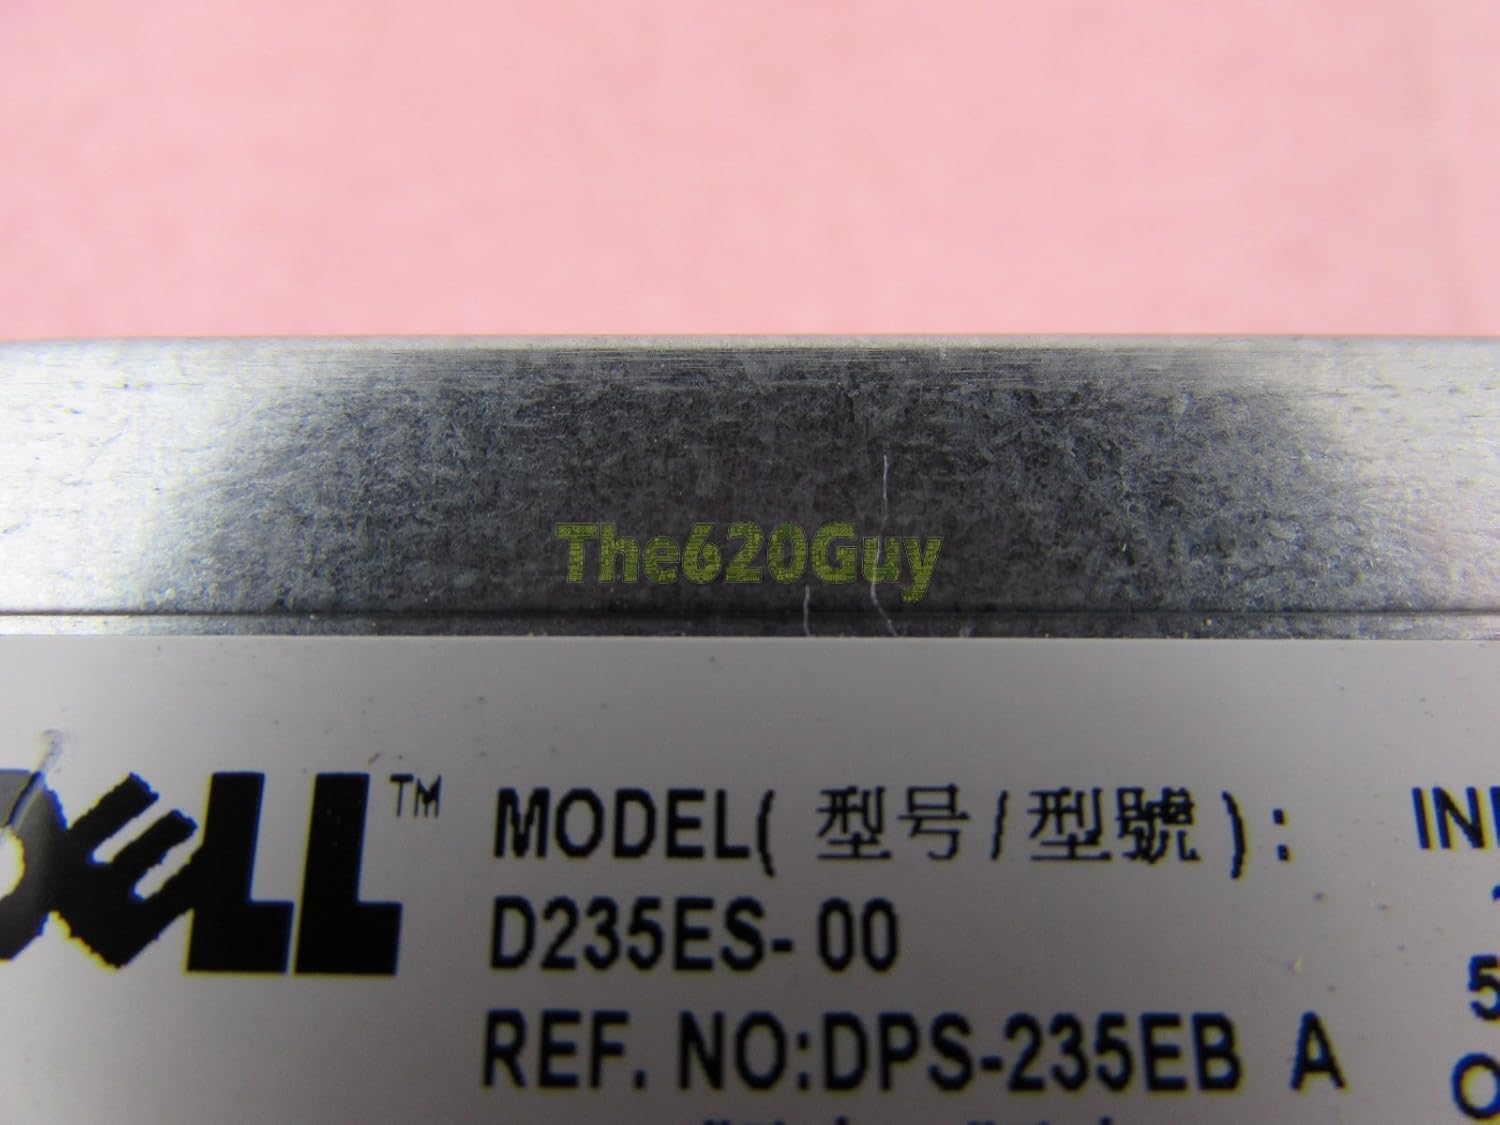 The620Guy
DELL™ MODEL(型号/型號):
D235ES-00
REF. NO:DPS-235EB A